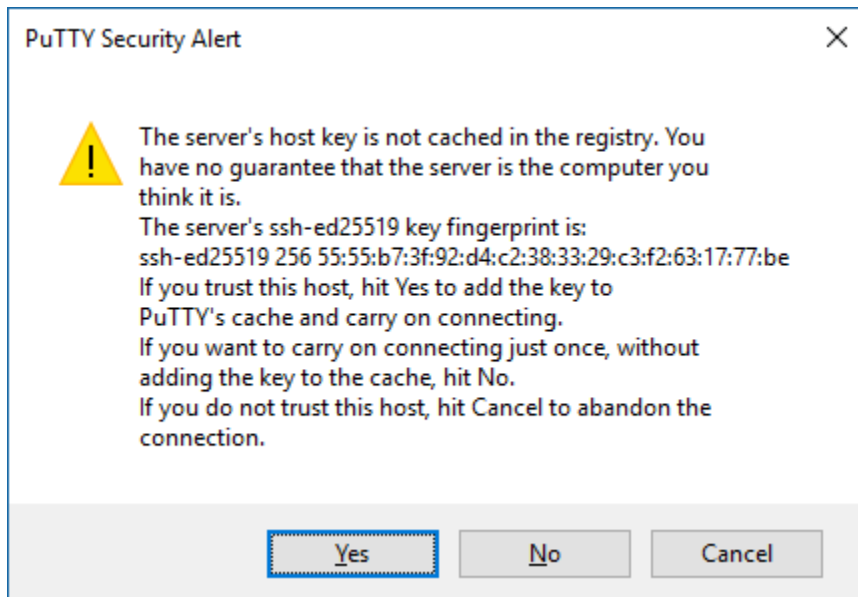 PuTTY Security Alert
The server's host key is not cached in the registry. You
have no guarantee that the server is the computer you
think it is.
The server's ssh-ed25519 key fingerprint is:
ssh-ed25519 256 55:55:b7:3f:92:d4:c2:38:33:29:c3:f2:63:17:77:be
If you trust this host, hit Yes to add the key to
PuTTY's cache and carry on connecting.
If you want to carry on connecting just once, without
adding the key to the cache, hit No.
If you do not trust this host, hit Cancel to abandon the
connection.
Yes No Cancel